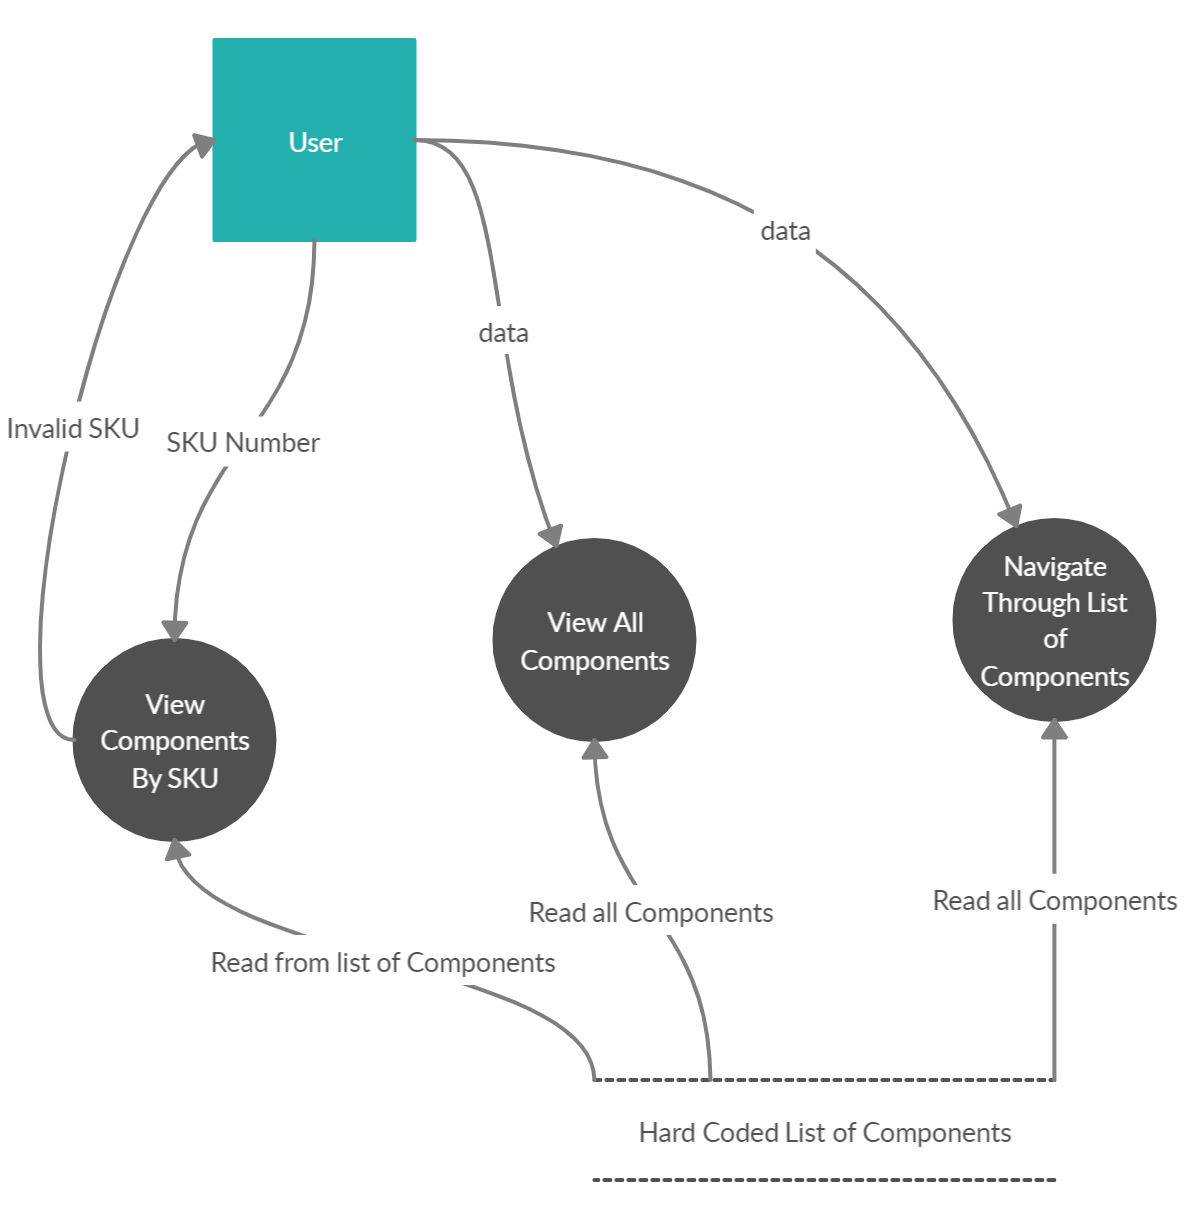 User
data
data
Invalid SKU
SKU Number
Navigate
Through List
of
Components
View All
Components
View
Components
By SKU
Read all Components
Read all Components
Read from list of Components
Hard Coded List of Components